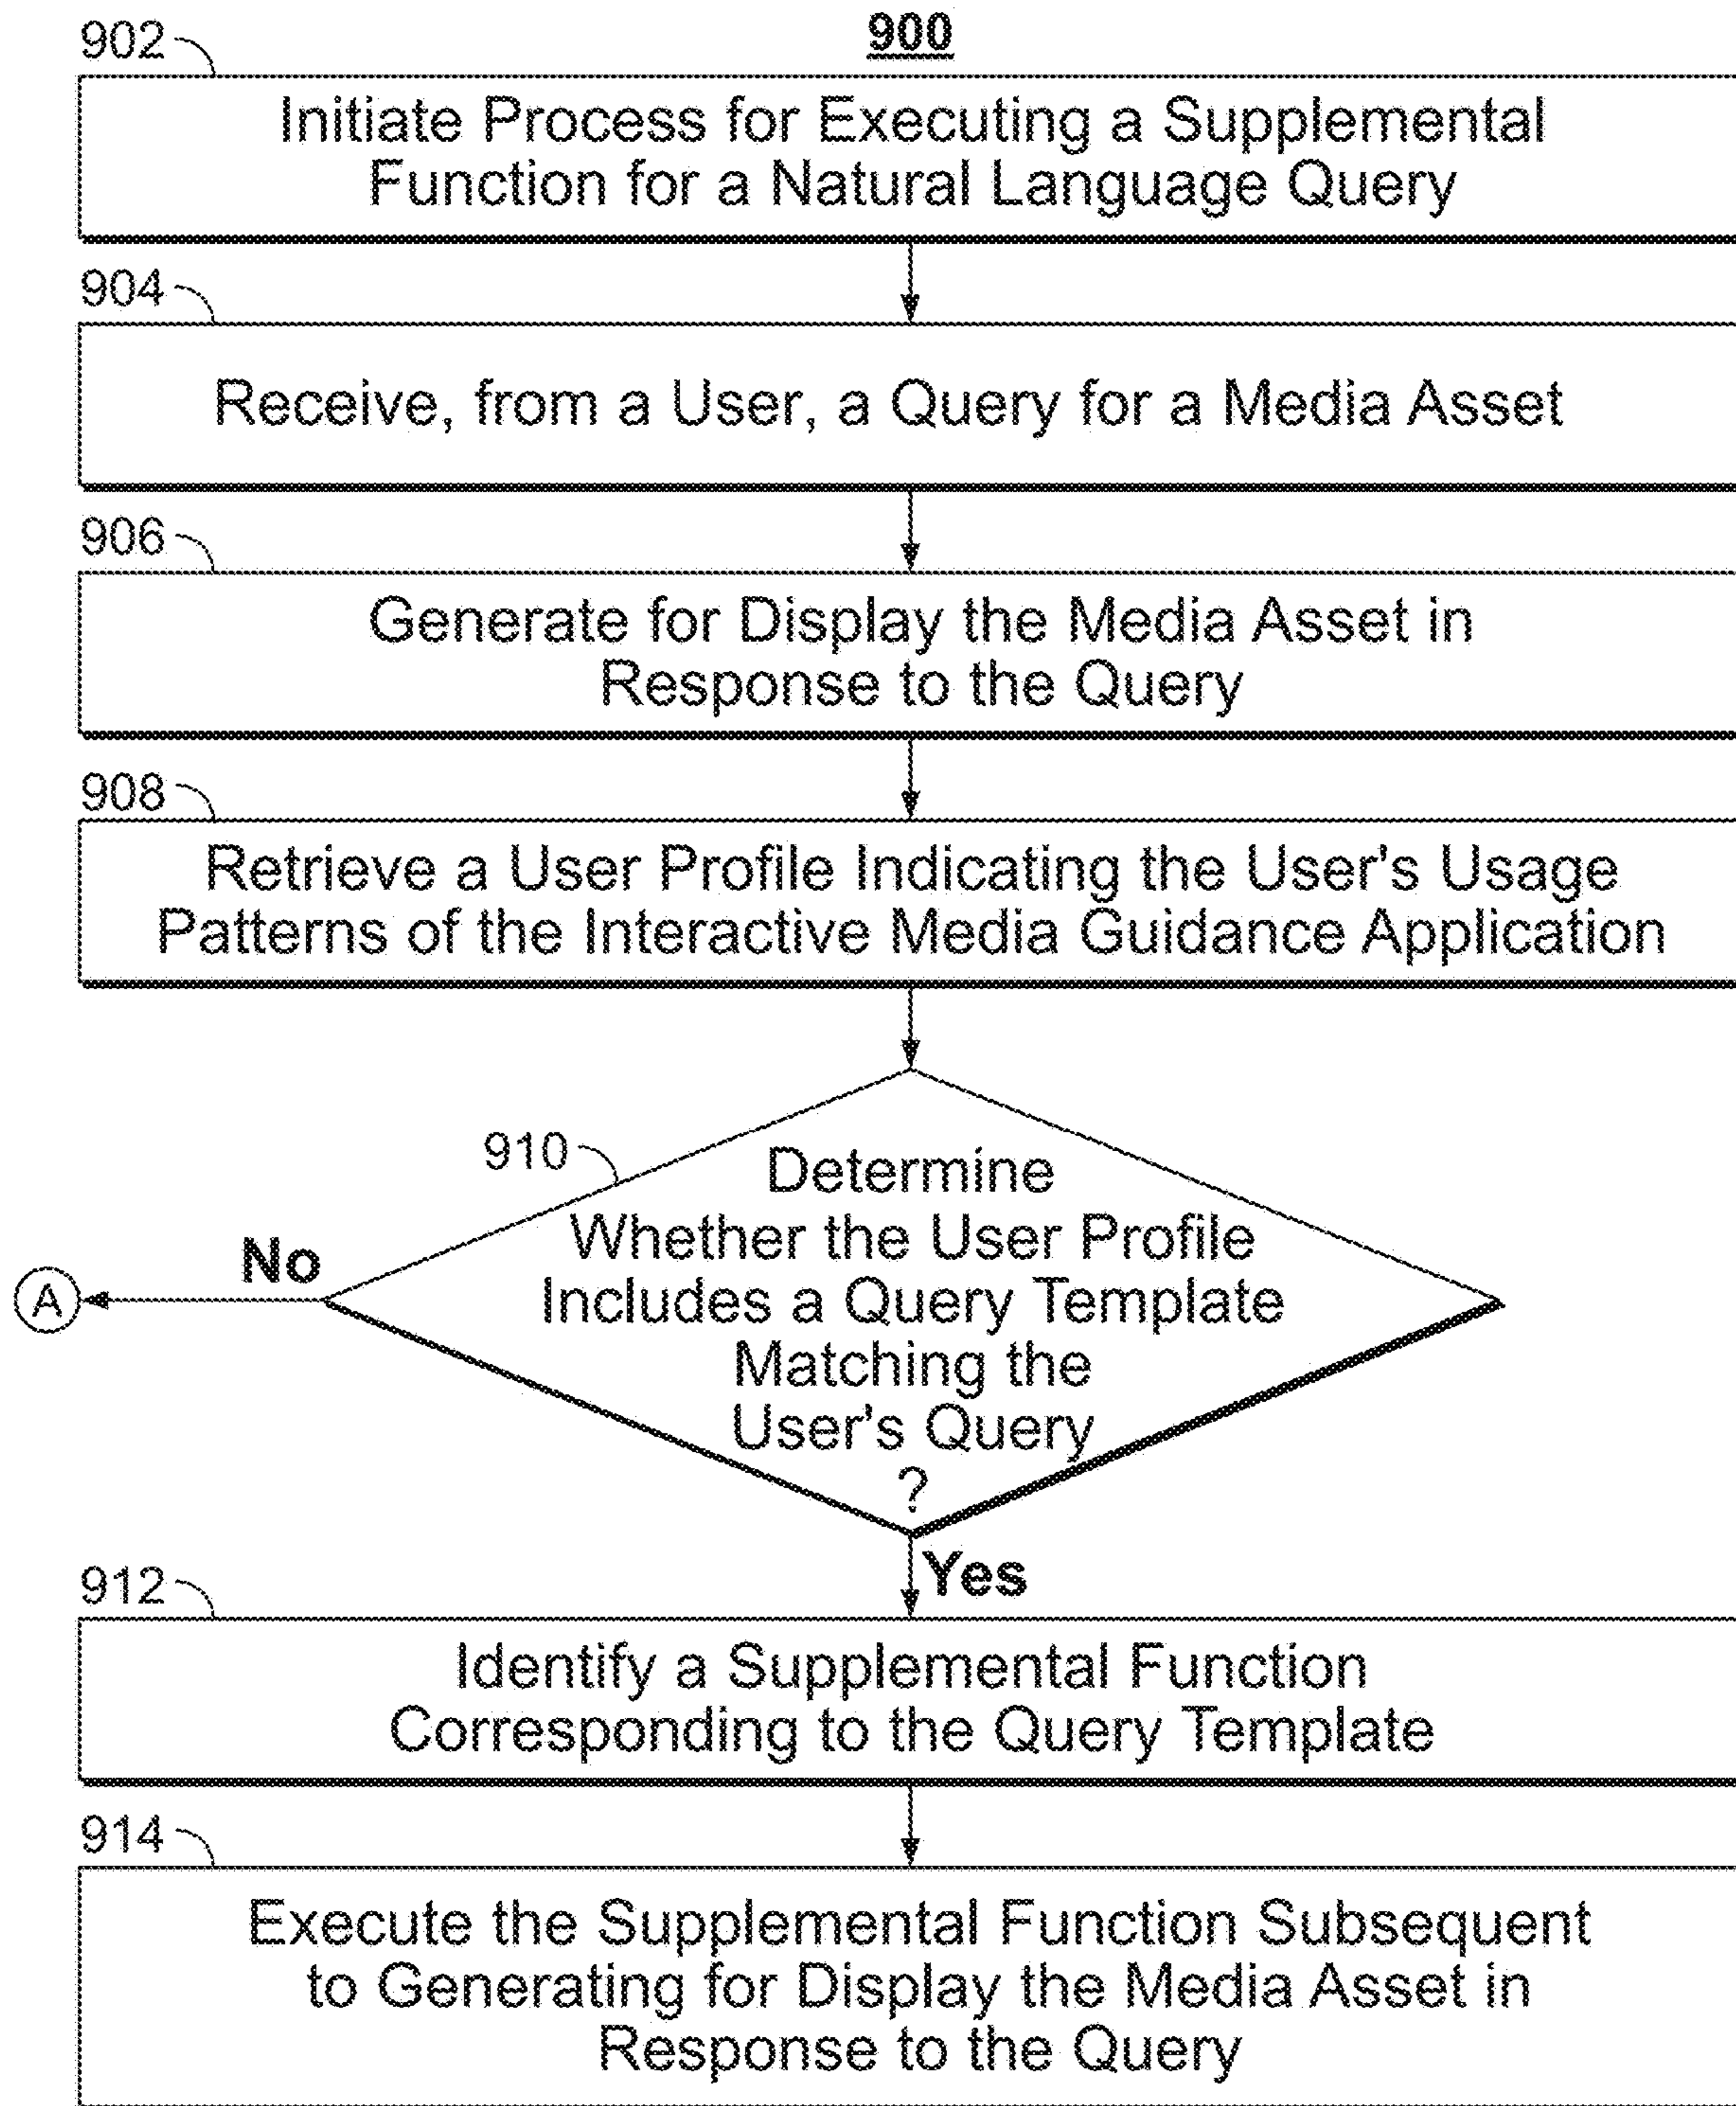 900
902
Initiate Process for Executing a Supplemental
Function for a Natural Language Query
904
Receive, from a User, a Query for a Media Asset
906
Generate for Display the Media Asset in
Response to the Query
908
Retrieve a User Profile Indicating the User's Usage
Patterns of the Interactive Media Guidance Application
910
Determine
Whether the User Profile
Includes a Query Template
Matching the
User's Query
?
No
A
Yes
912
Identify a Supplemental Function
Corresponding to the Query Template
914
Execute the Supplemental Function Subsequent
to Generating for Display the Media Asset in
Response to the Query